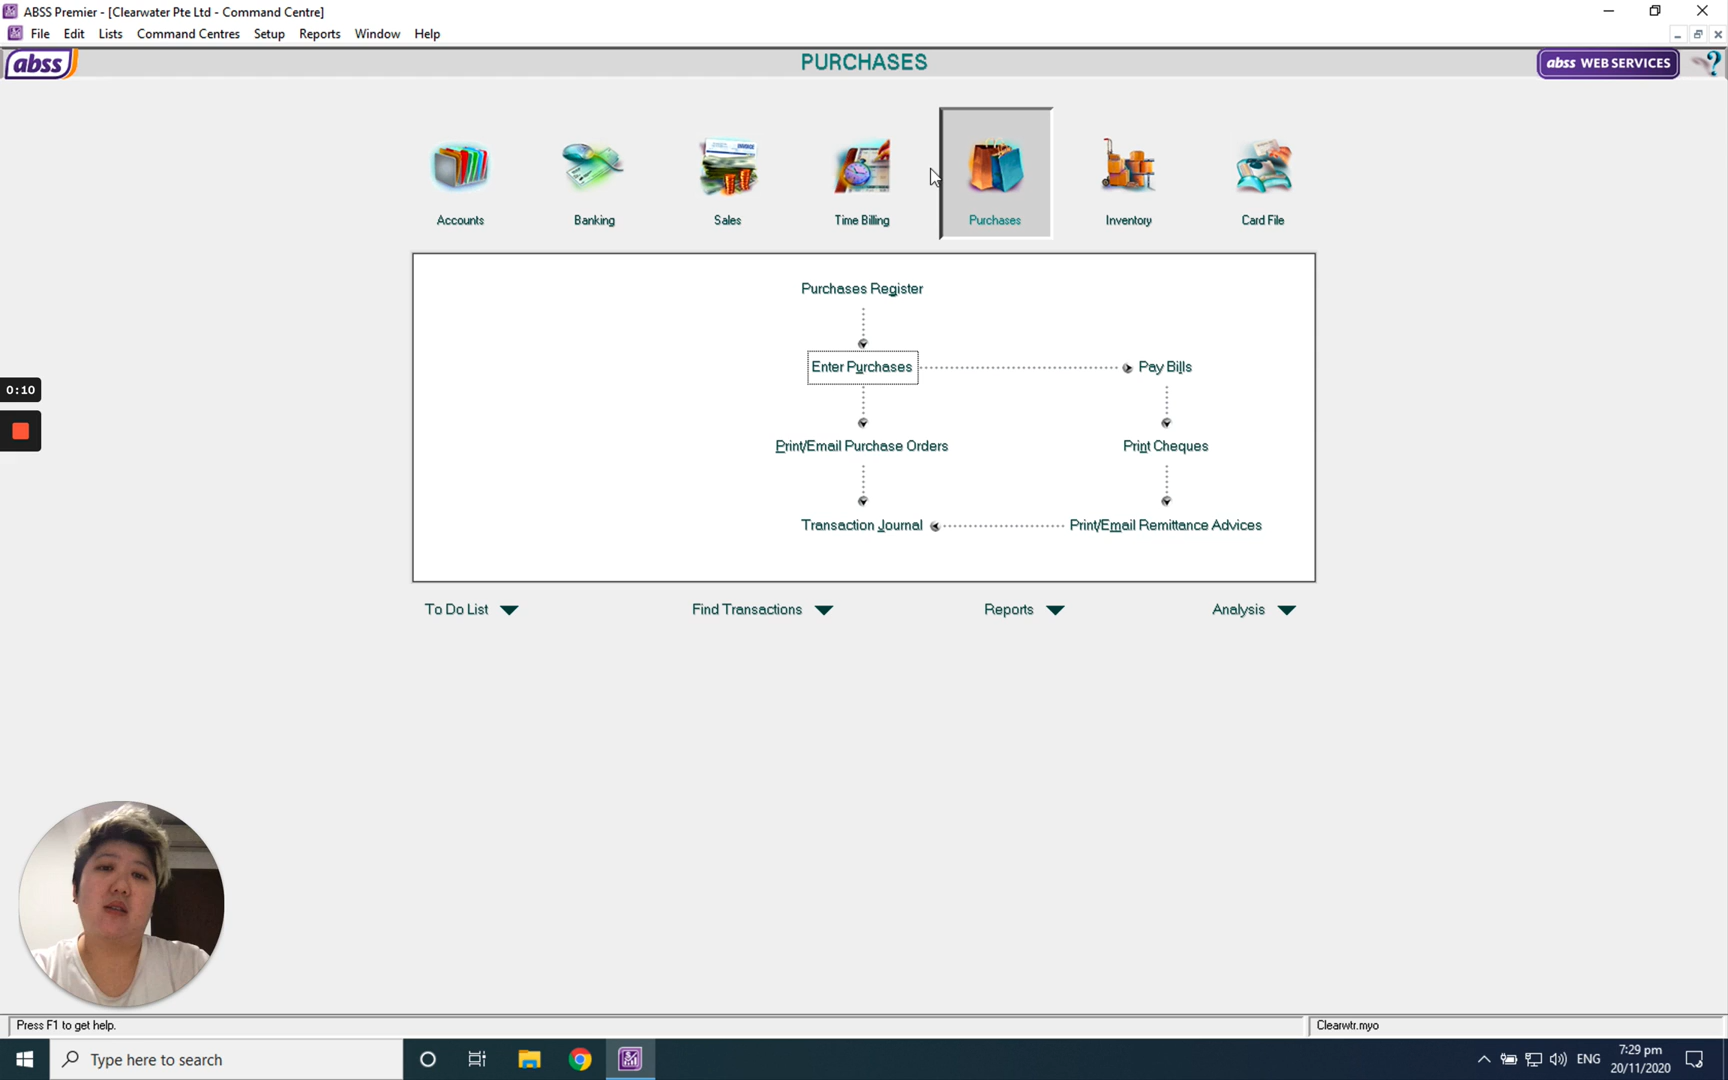 ABSS Premier - [Clearwater Pte Ltd - Command Centre]
File Edit Lists Command Centres Setup Reports Window Help
abss
PURCHASES
abss WEB SERVICES
?
INVOICE
Accounts
Banking
Sales
Time Billing
Purchases
Inventory
Card File
Purchases Register
Enter Purchases
Pay Bills
0:10
Print/Email Purchase Orders
Print Cheques
Transaction Journal
Print/Email Remittance Advices
To Do List
Find Transactions
Reports
Analysis
Press F1 to get help.
Clearwtr.myo
Type here to search
ENG
7:29 pm
20/11/2020